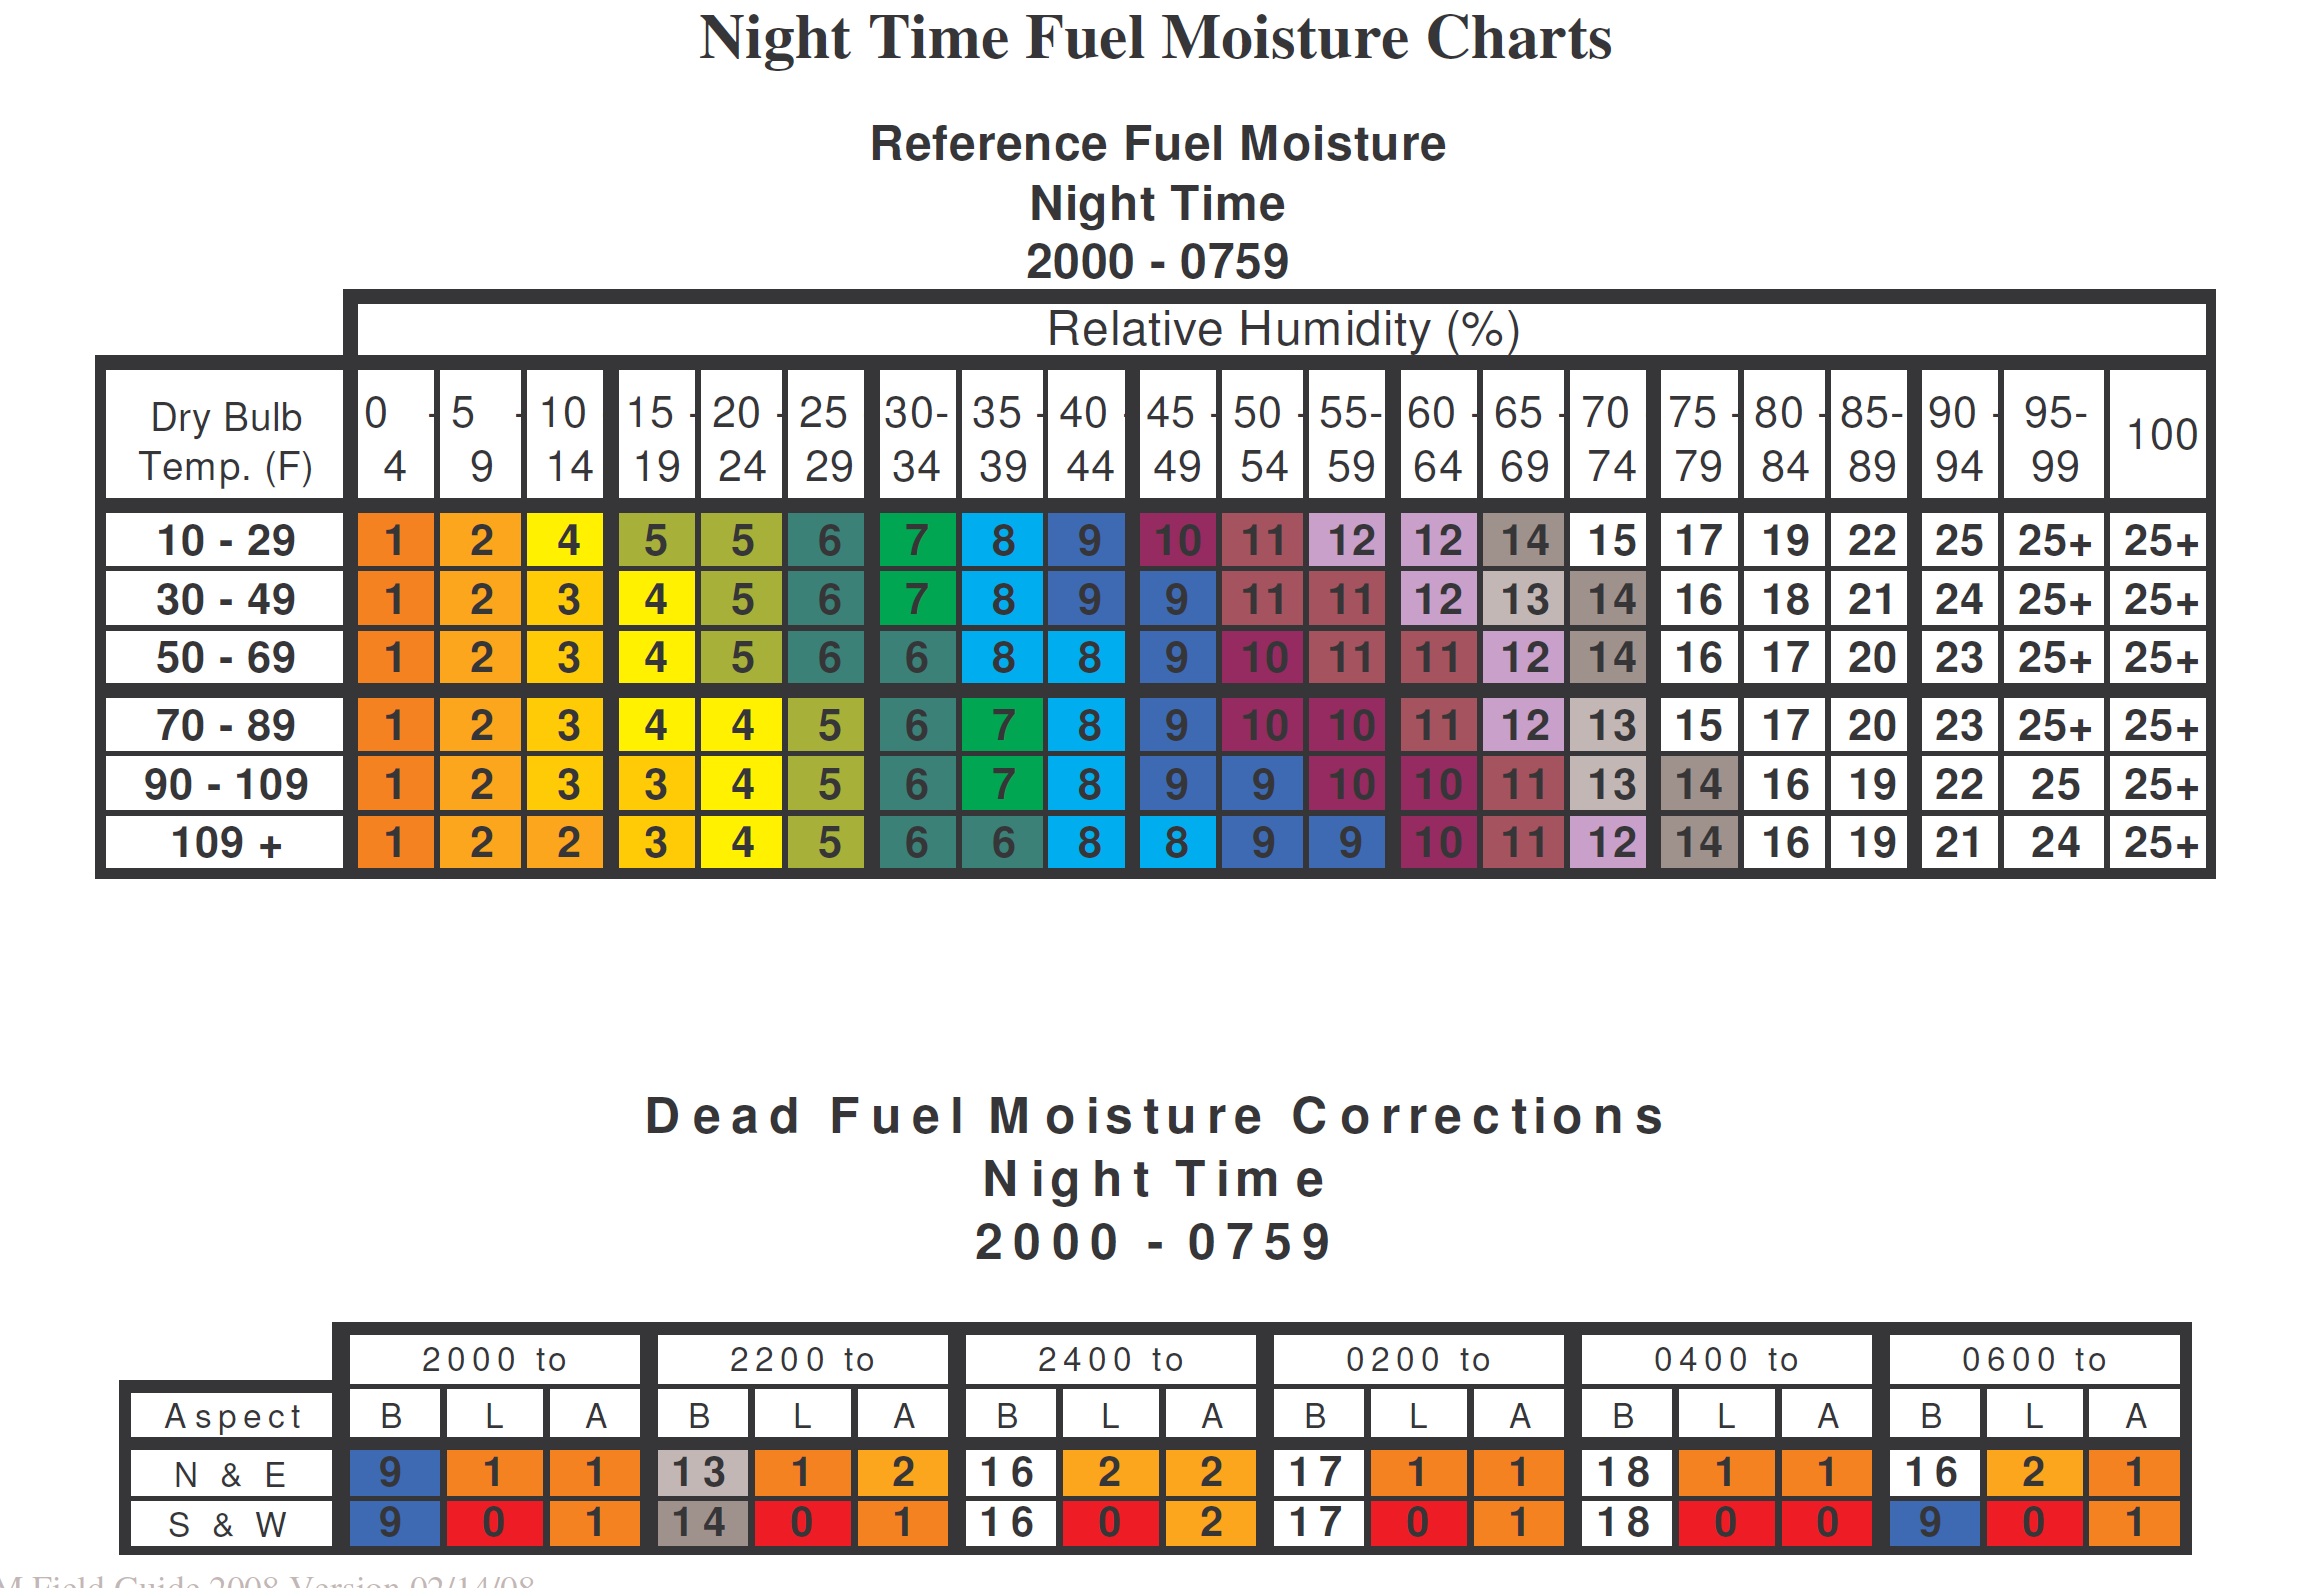 Night Time Fuel Moisture Charts
Reference Fuel Moisture
Night Time
2000 - 0759
Relative Humidity (%)
Dry Bulb Temp. (F) 0 - 4 5 - 9 10 14 15 - 19 20 - 24 25 29 30- 34 35 - 39 40 - 44 45 - 49 50 - 54 55- 59 60 - 64 65 - 69 70 74 75 - 79 80 - 84 85- 89 90 - 94 95- 99 100
10 - 29 1 2 4 5 5 6 7 8 9 10 11 12 12 14 15 17 19 22 25 25+ 25+
30 - 49 1 2 3 4 5 6 7 8 9 9 11 11 12 13 14 16 18 21 24 25+ 25+
50 - 69 1 2 3 4 5 6 6 8 8 9 10 11 11 12 14 16 17 20 23 25+ 25+
70 - 89 1 2 3 4 4 5 6 7 8 9 10 10 11 12 13 15 17 20 23 25+ 25+
90 - 109 1 2 3 3 4 5 6 7 8 9 9 10 10 11 13 14 16 19 22 25 25+
109 + 1 2 2 3 4 5 6 6 8 8 9 9 10 11 12 14 16 19 21 24 25+
Dead Fuel Moisture Corrections
Night Time
2000 - 0759
2000 to 2200 to 2400 to 0200 to 0400 to 0600 to
Aspect B L A B L A B L A B L A B L A B L A
N & E 9 1 1 13 1 2 16 2 2 17 1 1 18 1 1 16 2 1
S & W 9 0 1 14 0 1 16 0 2 17 0 1 18 0 0 9 0 1
M Field Guide 2008 Version 02/14/08